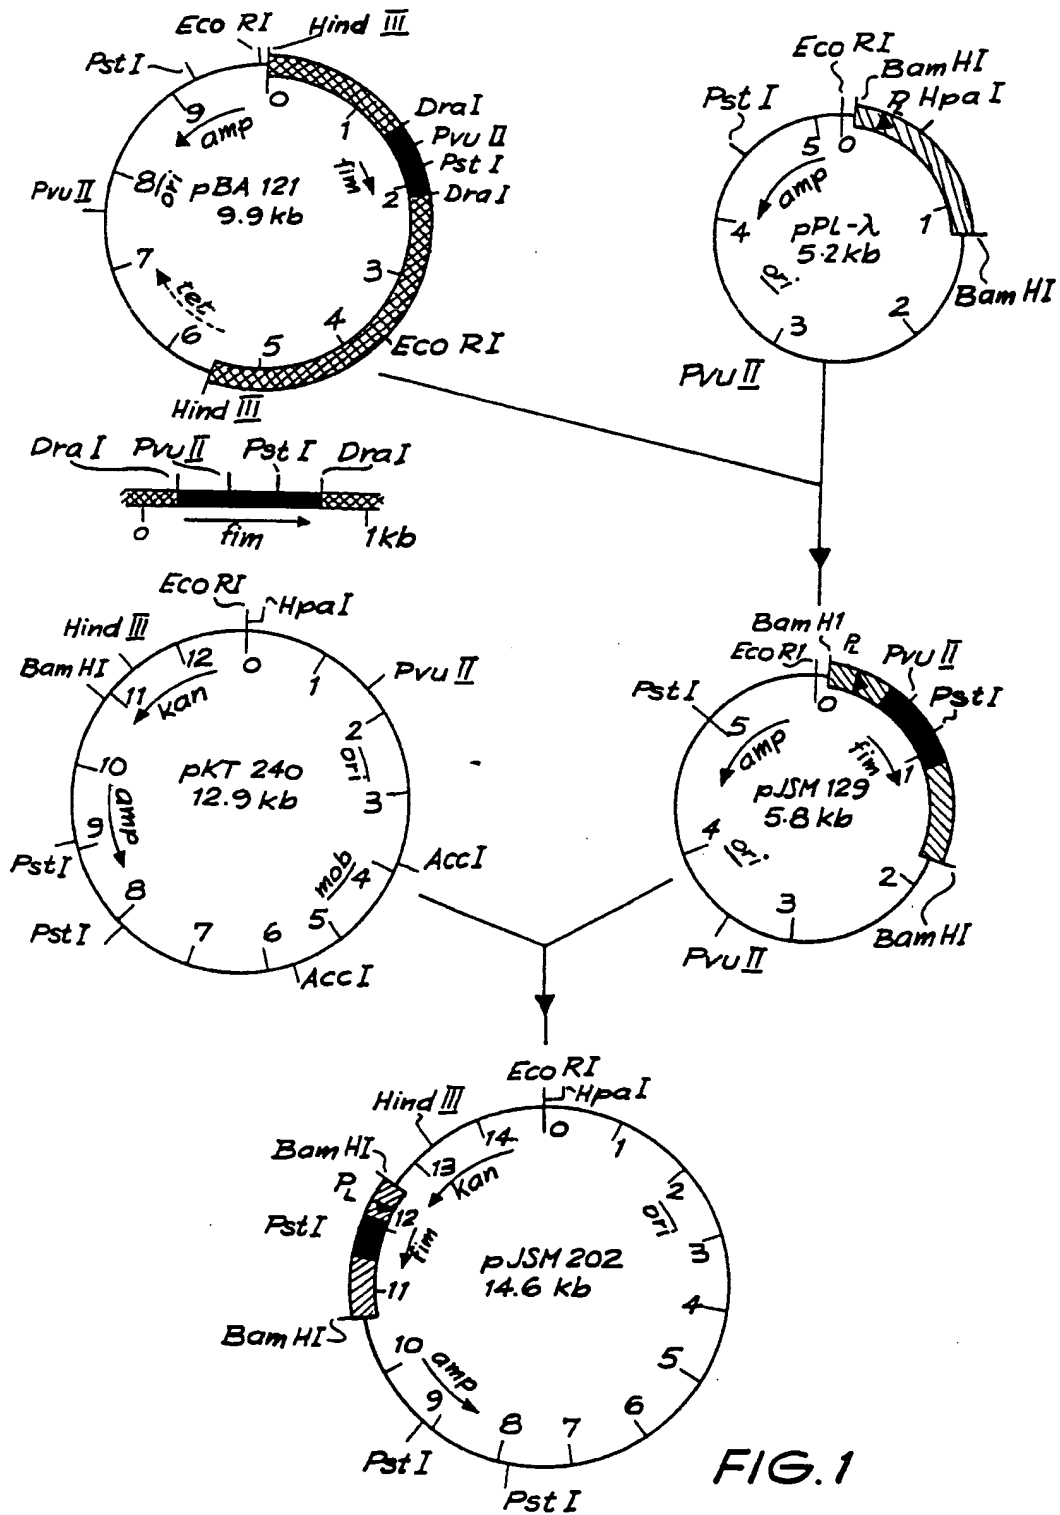 Eco RI Hind III
Pst I
0
1
2
3
4
5
6
7
8
9
amp
ori
tet
fim
pBA 121
9.9 kb
Dra I
Pvu II
Pst I
Dra I
Pvu II
Eco RI
Hind III
Eco RI
Bam HI
PL Hpa I
Pst I
0
1
2
3
4
5
amp
pPL-λ
5.2 kb
ori
Bam HI
Pvu II
Dra I Pvu II Pst I Dra I
0 fim 1kb
Eco RI
Hpa I
Hind III
Bam HI
Pvu II
0
1
2
3
4
5
6
7
8
9
10
11
12
kan
amp
ori
mob
pKT 240
12.9 kb
Acc I
Acc I
Pst I
Pst I
Bam H1
Eco R1 PL Pvu II
Pst I
Pst I
0
1
2
3
4
5
amp
fim
pJSM 129
5.8 kb
ori
Bam HI
Pvu II
Eco RI
Hpa I
Hind III
Bam HI
PL
Pst I
0
1
2
3
4
5
6
7
8
9
10
11
12
13
14
kan
fim
ori
amp
pJSM 202
14.6 kb
Bam HI
Pst I
Pst I
FIG. 1